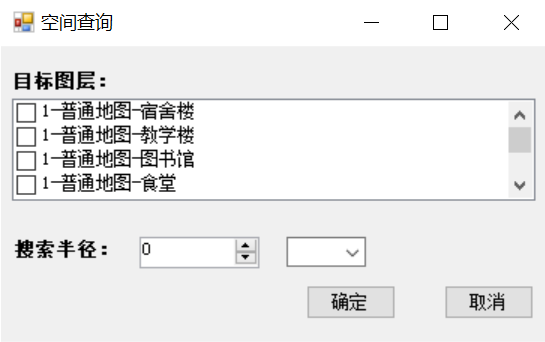 空间查询
目标图层：
1-普通地图-宿舍楼
1-普通地图-教学楼
1-普通地图-图书馆
1-普通地图-食堂
搜索半径： 0
确定 取消